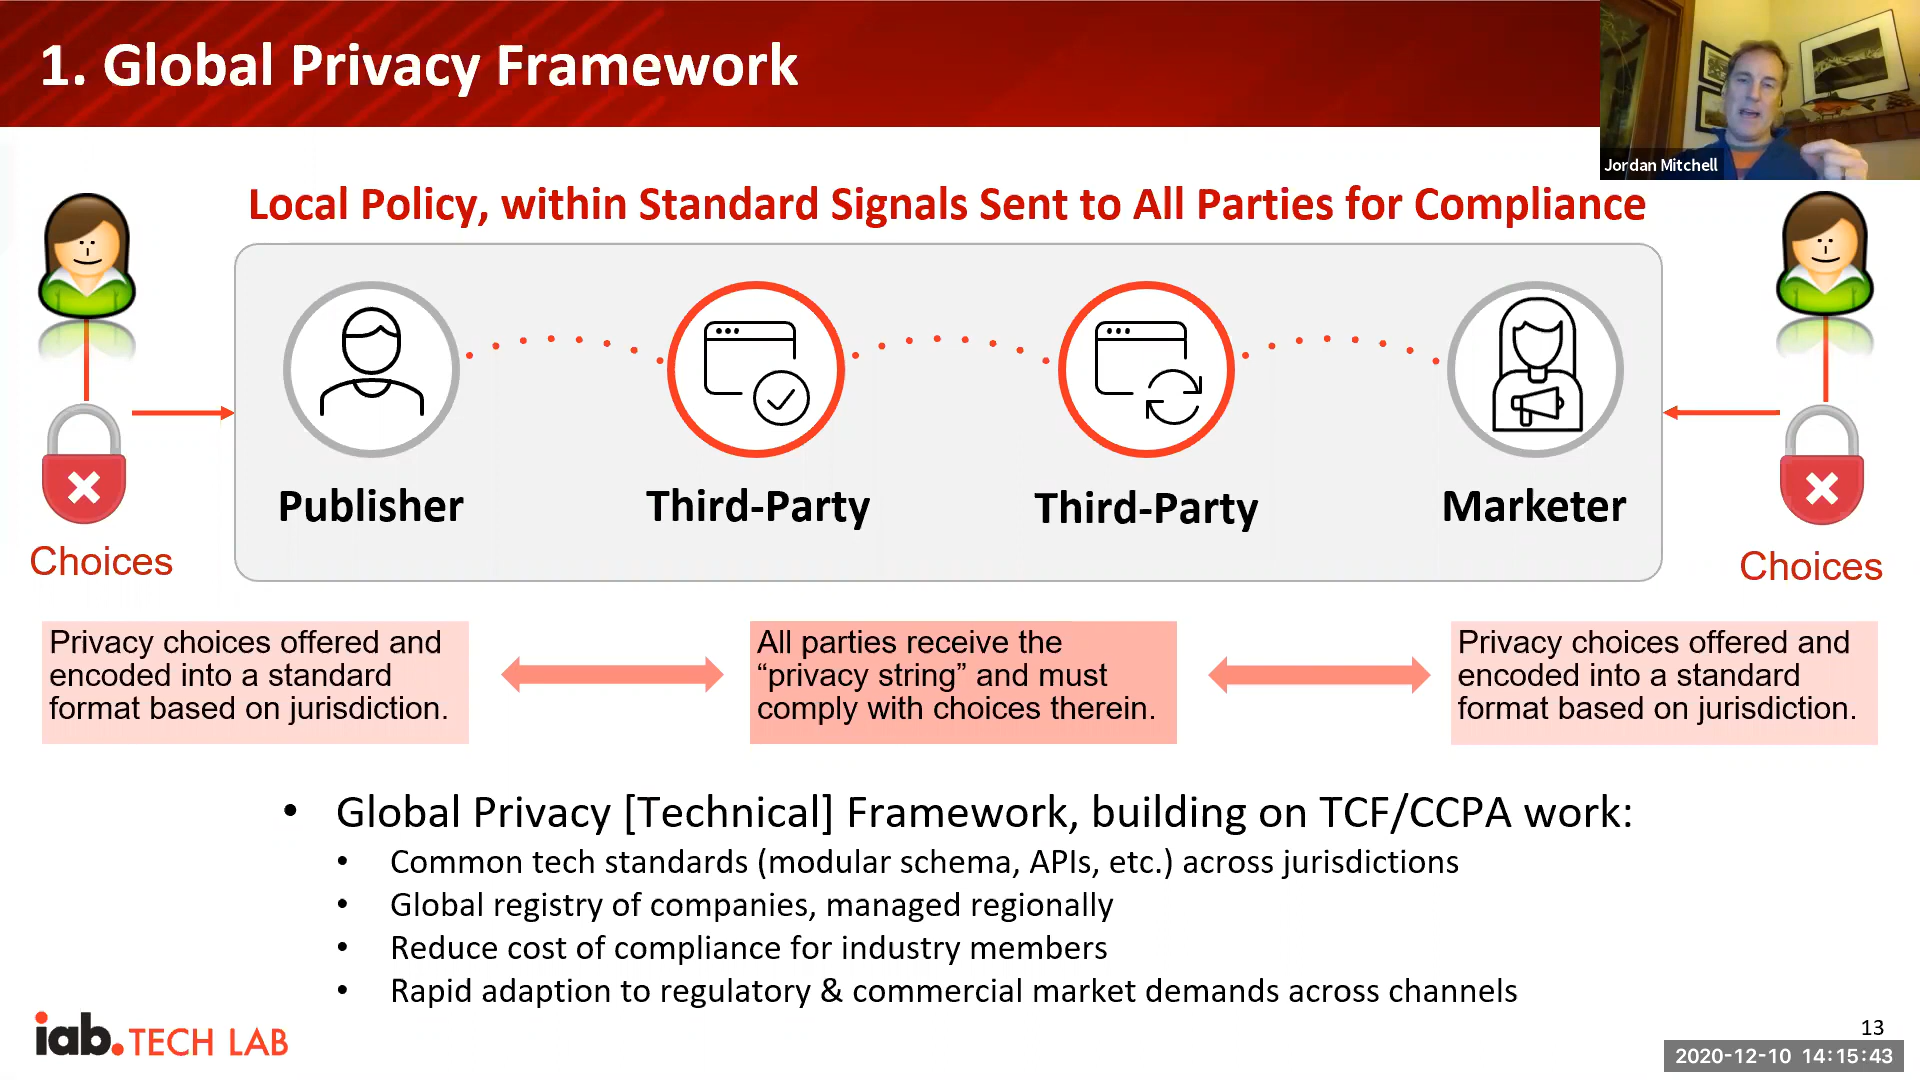 1. Global Privacy Framework
Jordan Mitchell
Local Policy, within Standard Signals Sent to All Parties for Compliance
Publisher
Third-Party
Third-Party
Marketer
Choices
Choices
Privacy choices offered and
encoded into a standard
format based on jurisdiction.
All parties receive the
“privacy string” and must
comply with choices therein.
Privacy choices offered and
encoded into a standard
format based on jurisdiction.
• Global Privacy [Technical] Framework, building on TCF/CCPA work:
• Common tech standards (modular schema, APIs, etc.) across jurisdictions
• Global registry of companies, managed regionally
• Reduce cost of compliance for industry members
• Rapid adaption to regulatory & commercial market demands across channels
iab. TECH LAB
13
2020-12-10 14:15:43